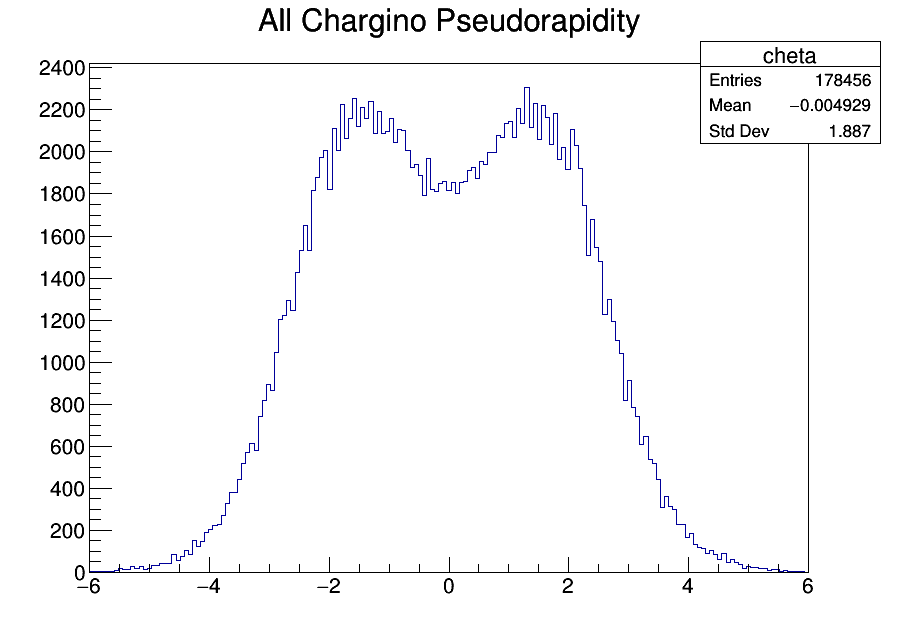 All Chargino Pseudorapidity
cheta
Entries 178456
Mean −0.004929
Std Dev 1.887
2400
2200
2000
1800
1600
1400
1200
1000
800
600
400
200
0
−6 −4 −2 0 2 4 6